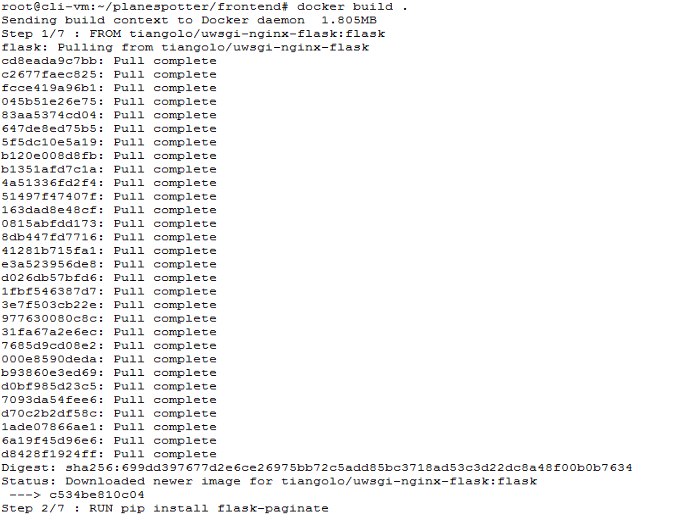 root@cli-vm:~/planespotter/frontend# docker build .
Sending build context to Docker daemon  1.805MB
Step 1/7 : FROM tiangolo/uwsgi-nginx-flask:flask
flask: Pulling from tiangolo/uwsgi-nginx-flask
cd8eada9c7bb: Pull complete
c2677faec825: Pull complete
fcce419a96b1: Pull complete
045b51e26e75: Pull complete
83aa5374cd04: Pull complete
647de8ed75b5: Pull complete
5f5dc10e5a19: Pull complete
b120e008d8fb: Pull complete
b1351afd7c1a: Pull complete
4a51336fd2f4: Pull complete
51497f47407f: Pull complete
163dad8e48cf: Pull complete
0815abfdd173: Pull complete
8db447fd7716: Pull complete
41281b715fa1: Pull complete
e3a523956de8: Pull complete
d026db57bfd6: Pull complete
1fbf546387d7: Pull complete
3e7f503cb22e: Pull complete
977630080c8c: Pull complete
31fa67a2e6ec: Pull complete
7685d9cd08e2: Pull complete
000e8590deda: Pull complete
b93860e3ed69: Pull complete
d0bf985d23c5: Pull complete
7093da54fee6: Pull complete
d70c2b2df58c: Pull complete
1ade07866ae1: Pull complete
6a19f45d96e6: Pull complete
d8428f1924ff: Pull complete
Digest: sha256:699dd397677d2e6ce26975bb72c5add85bc3718ad53c3d22dc8a48f00b0b7634
Status: Downloaded newer image for tiangolo/uwsgi-nginx-flask:flask
 ---> c534be810c04
Step 2/7 : RUN pip install flask-paginate